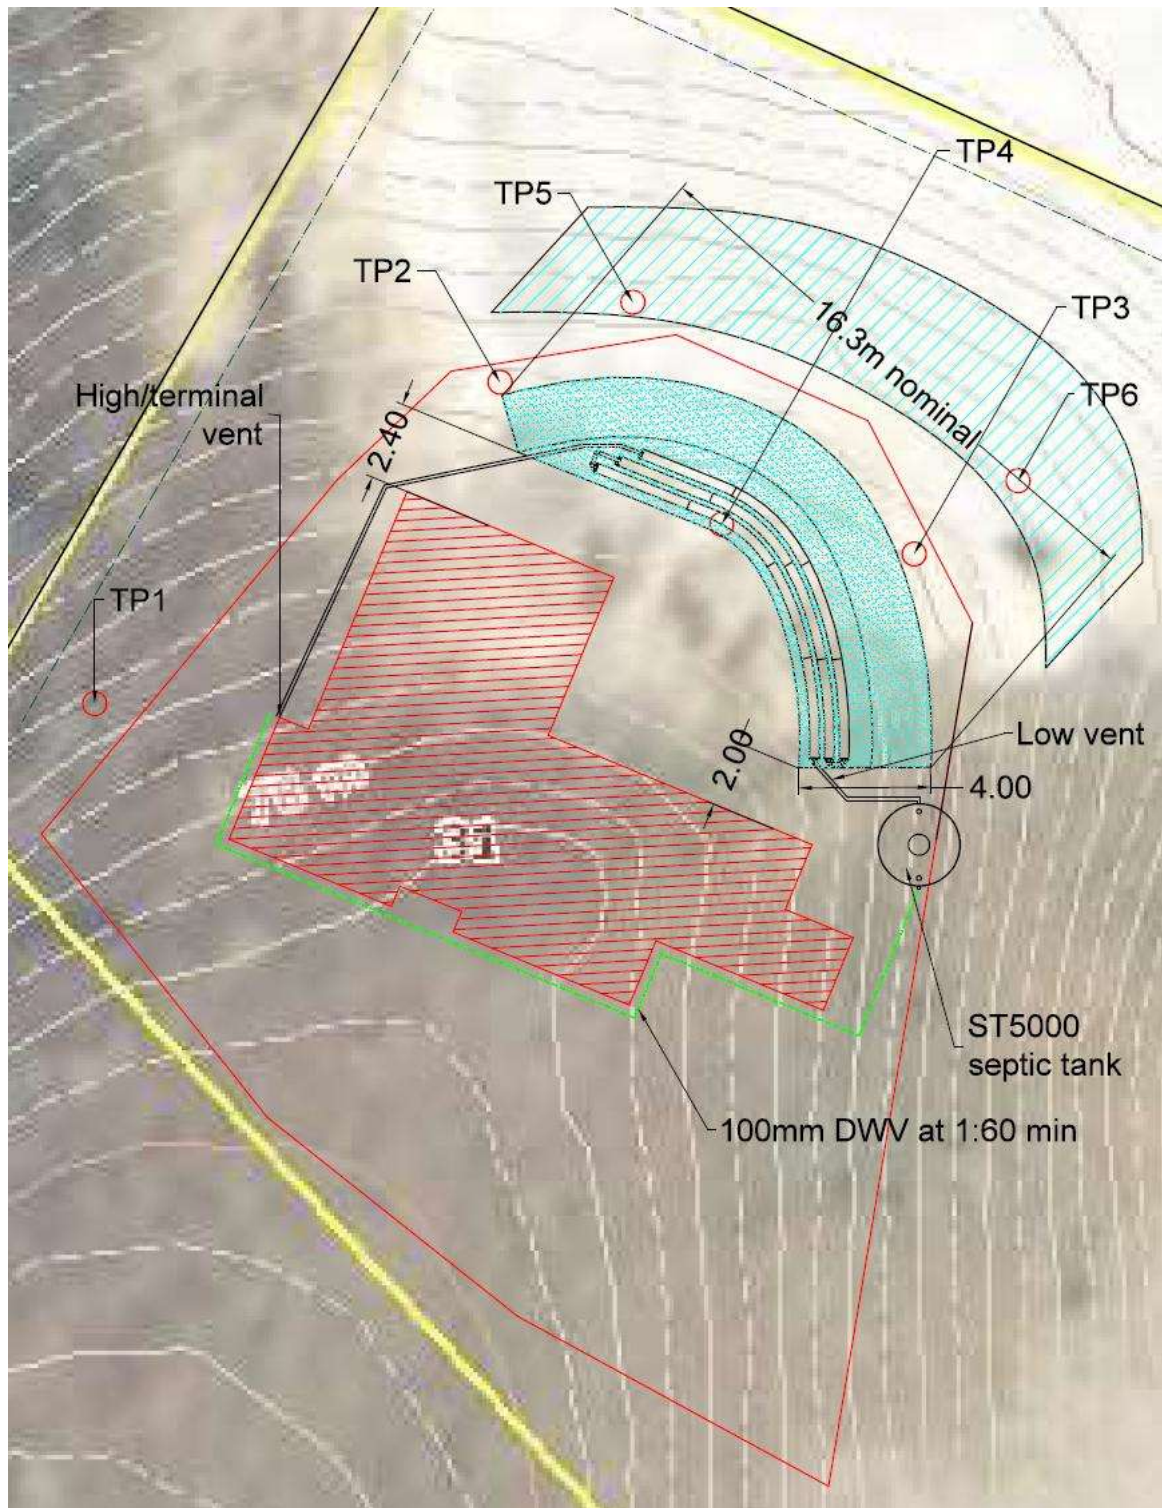 TP4
TP5
TP2
TP3
16.3m nominal
TP6
High/terminal
vent
2.40
TP1
Low vent
2.00
4.00
ST5000
septic tank
100mm DWV at 1:60 min